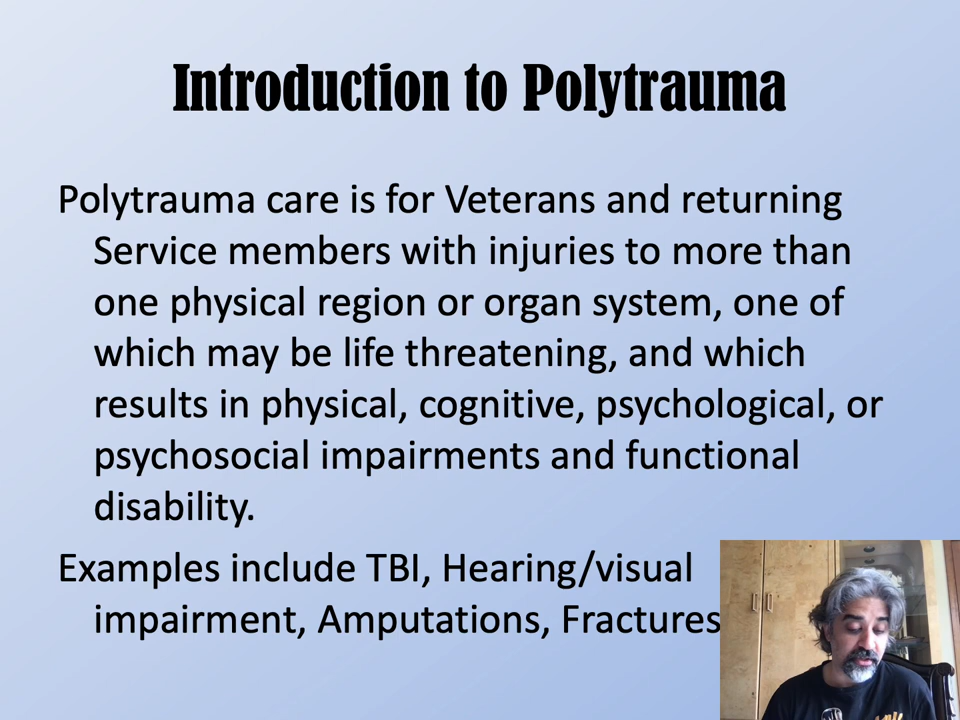 Introduction to Polytrauma
Polytrauma care is for Veterans and returning
Service members with injuries to more than
one physical region or organ system, one of
which may be life threatening, and which
results in physical, cognitive, psychological, or
psychosocial impairments and functional
disability.
Examples include TBI, Hearing/visual
impairment, Amputations, Fractures